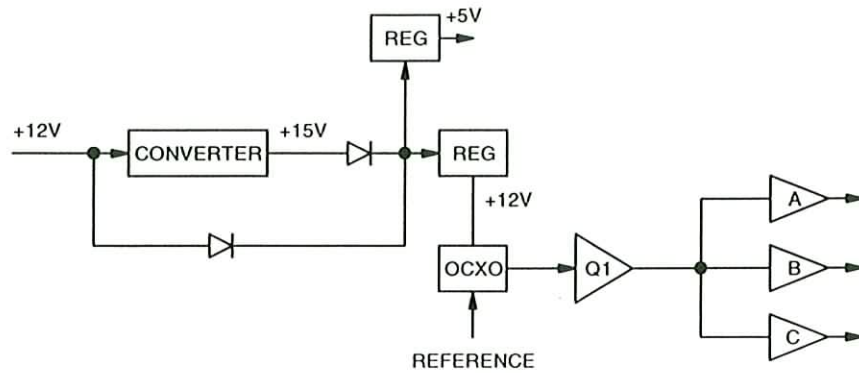 +5V
REG
+12V
+15V
CONVERTER
REG
+12V
A
OCXO
Q1
B
C
REFERENCE